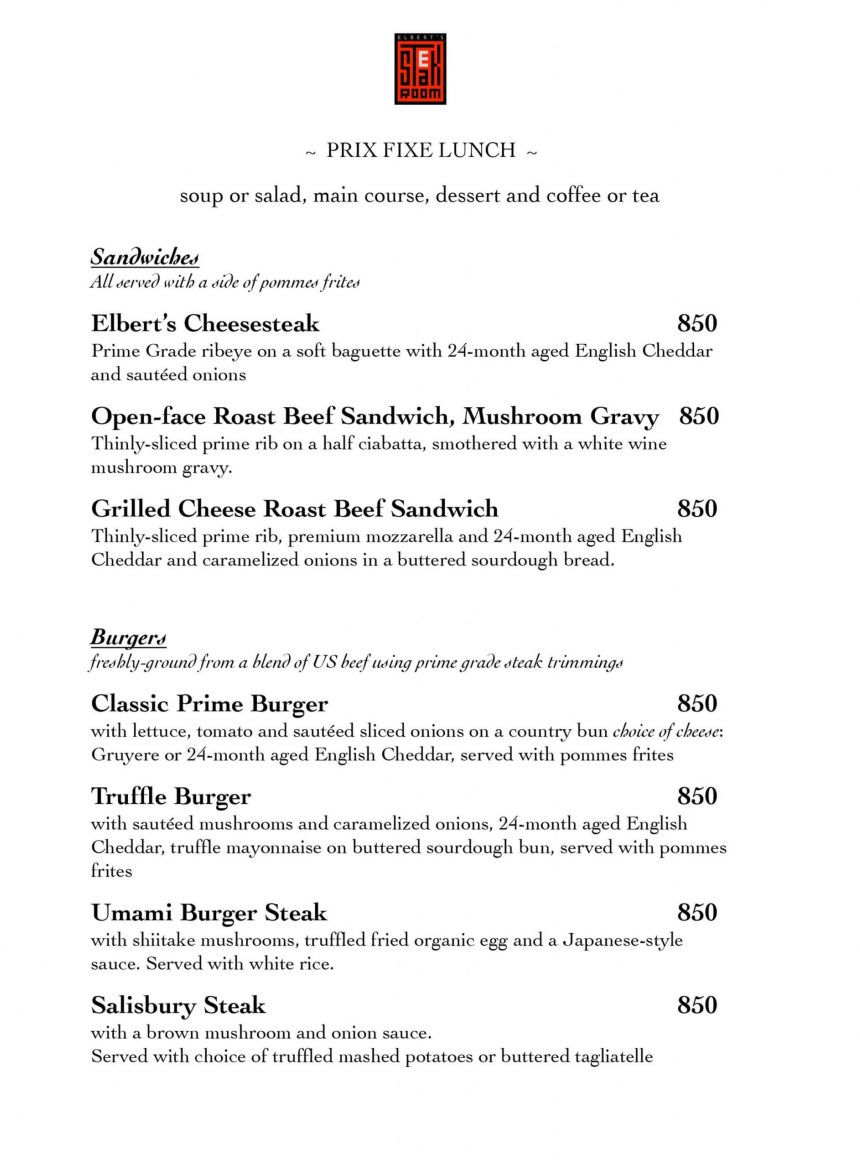 ELBERT'S
STEAK
ROOM
~ PRIX FIXE LUNCH ~
soup or salad, main course, dessert and coffee or tea
Sandwiches
All served with a side of pommes frites
Elbert's Cheesesteak 850
Prime Grade ribeye on a soft baguette with 24-month aged English Cheddar
and sautéed onions
Open-face Roast Beef Sandwich, Mushroom Gravy 850
Thinly-sliced prime rib on a half ciabatta, smothered with a white wine
mushroom gravy.
Grilled Cheese Roast Beef Sandwich 850
Thinly-sliced prime rib, premium mozzarella and 24-month aged English
Cheddar and caramelized onions in a buttered sourdough bread.
Burgers
freshly-ground from a blend of US beef using prime grade steak trimmings
Classic Prime Burger 850
with lettuce, tomato and sautéed sliced onions on a country bun choice of cheese:
Gruyere or 24-month aged English Cheddar, served with pommes frites
Truffle Burger 850
with sautéed mushrooms and caramelized onions, 24-month aged English
Cheddar, truffle mayonnaise on buttered sourdough bun, served with pommes
frites
Umami Burger Steak 850
with shiitake mushrooms, truffled fried organic egg and a Japanese-style
sauce. Served with white rice.
Salisbury Steak 850
with a brown mushroom and onion sauce.
Served with choice of truffled mashed potatoes or buttered tagliatelle